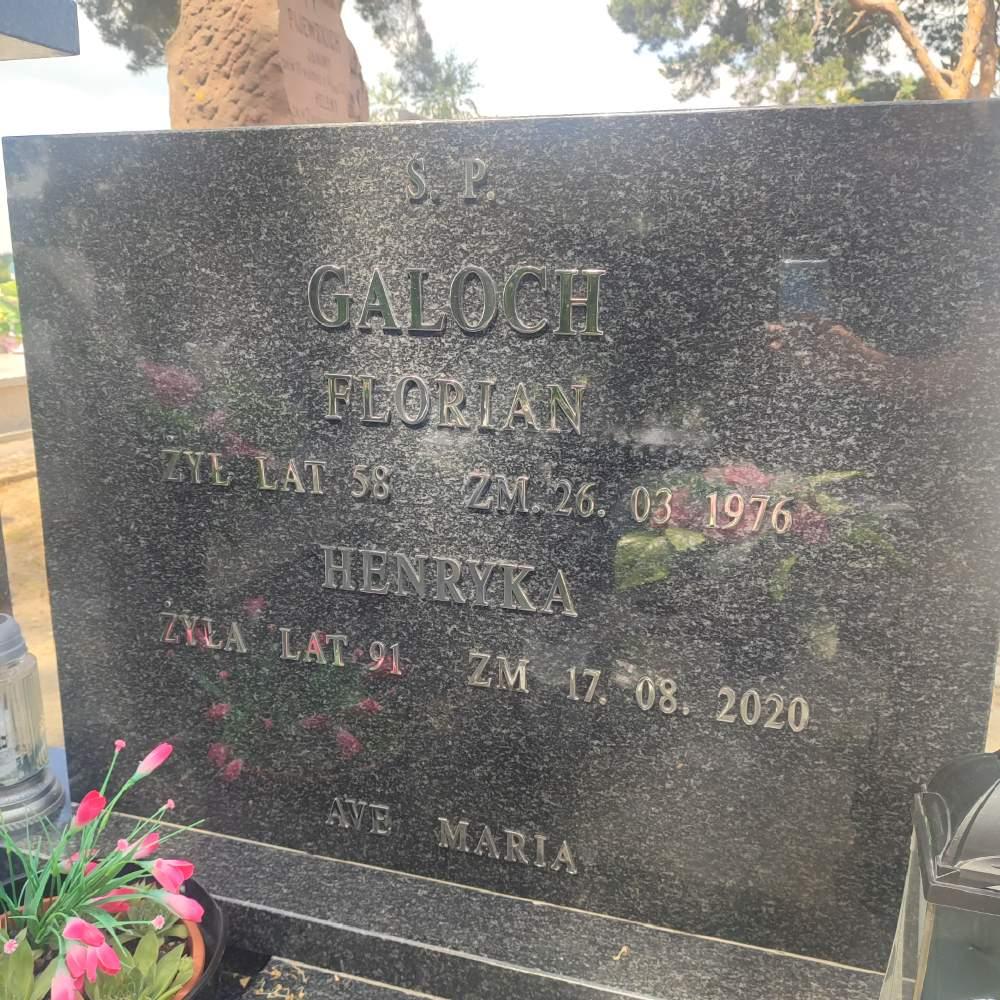 S. P.
GALOCH
FLORIAN
ŻYŁ LAT 58 ZM. 26. 03 1976
HENRYKA
ŻYŁA LAT 91 ZM 17. 08. 2020
AVE MARIA